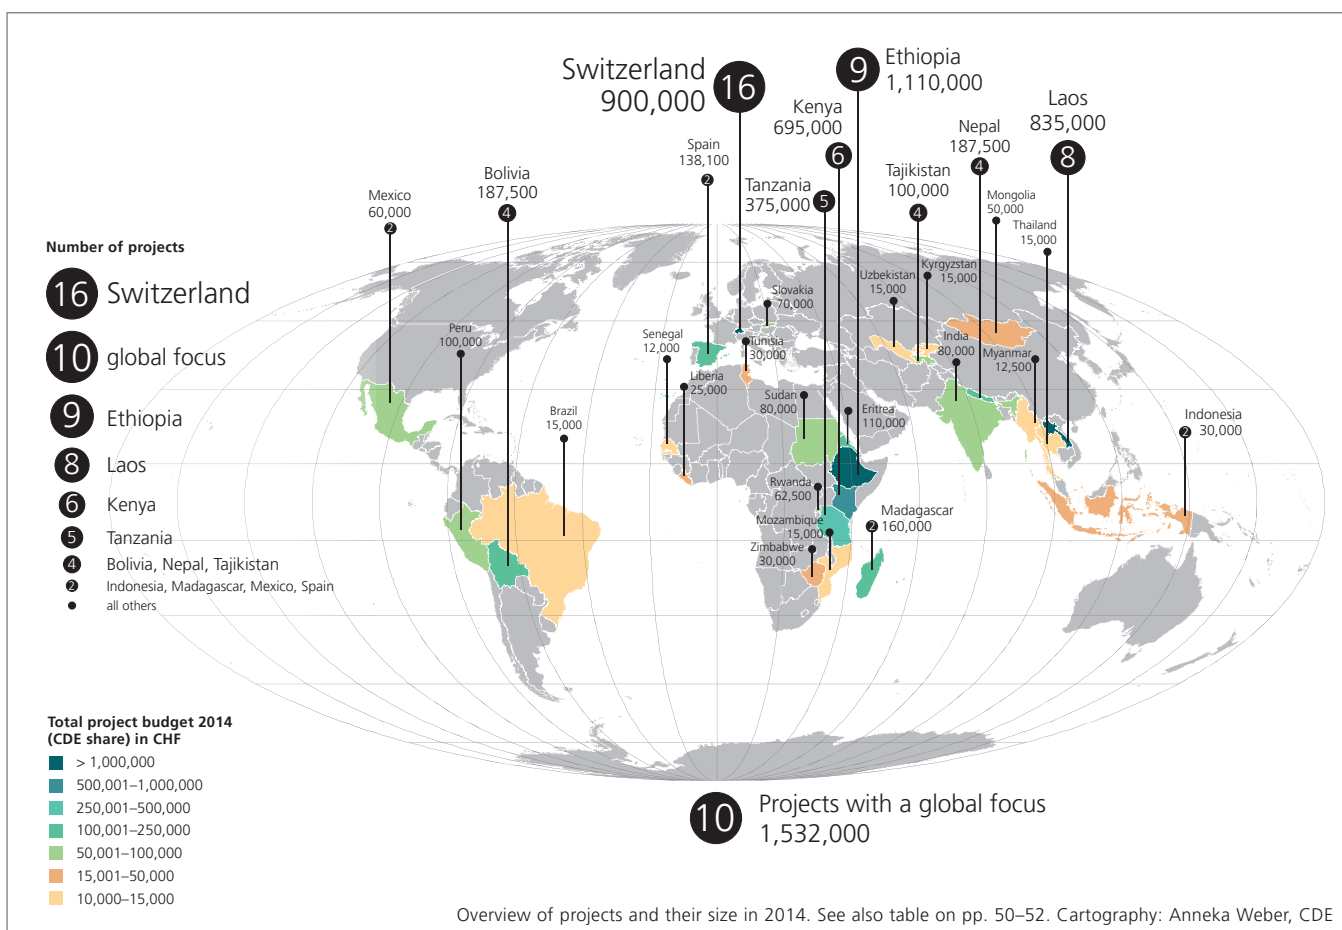 Switzerland
900,000
16
9
Ethiopia
1,110,000
Kenya
695,000
6
Laos
835,000
8
Nepal
187,500
4
Spain
138,100
2
Bolivia
187,500
4
Tanzania
375,000
5
Tajikistan
100,000
4
Mexico
60,000
2
Mongolia
50,000
Thailand
15,000
Number of projects
16 Switzerland
10 global focus
9 Ethiopia
8 Laos
6 Kenya
5 Tanzania
4 Bolivia, Nepal, Tajikistan
2 Indonesia, Madagascar, Mexico, Spain
all others
Uzbekistan
15,000
Kyrgyzstan
15,000
Slovakia
70,000
Peru
100,000
Senegal
12,000
Tunisia
30,000
India
80,000
Myanmar
12,500
Liberia
25,000
Sudan
80,000
Eritrea
110,000
Brazil
15,000
Indonesia
2 30,000
Rwanda
62,500
Madagascar
2 160,000
Mozambique
15,000
Zimbabwe
30,000
Total project budget 2014
(CDE share) in CHF
> 1,000,000
500,001–1,000,000
250,001–500,000
100,001–250,000
50,001–100,000
15,001–50,000
10,000–15,000
10
Projects with a global focus
1,532,000
Overview of projects and their size in 2014. See also table on pp. 50–52. Cartography: Anneka Weber, CDE